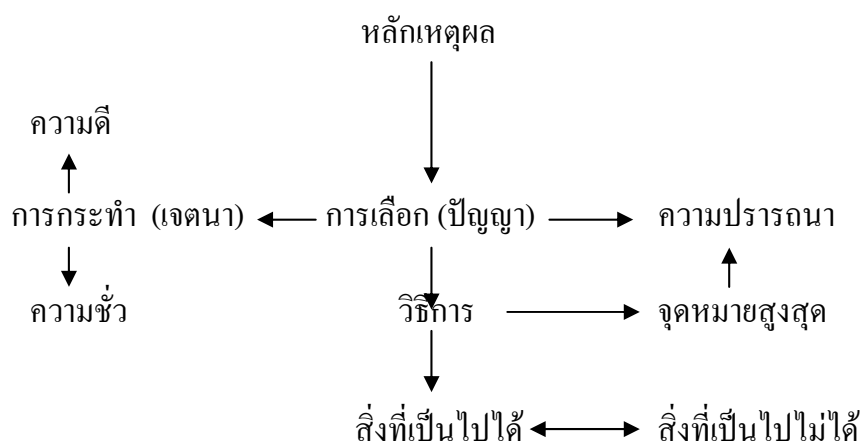 หลักเหตุผล
ความดี
การกระทำ (เจตนา) การเลือก (ปัญญา) ความปรารถนา
ความชั่ว วิธีการ จุดหมายสูงสุด
สิ่งที่เป็นไปได้ สิ่งที่เป็นไปไม่ได้